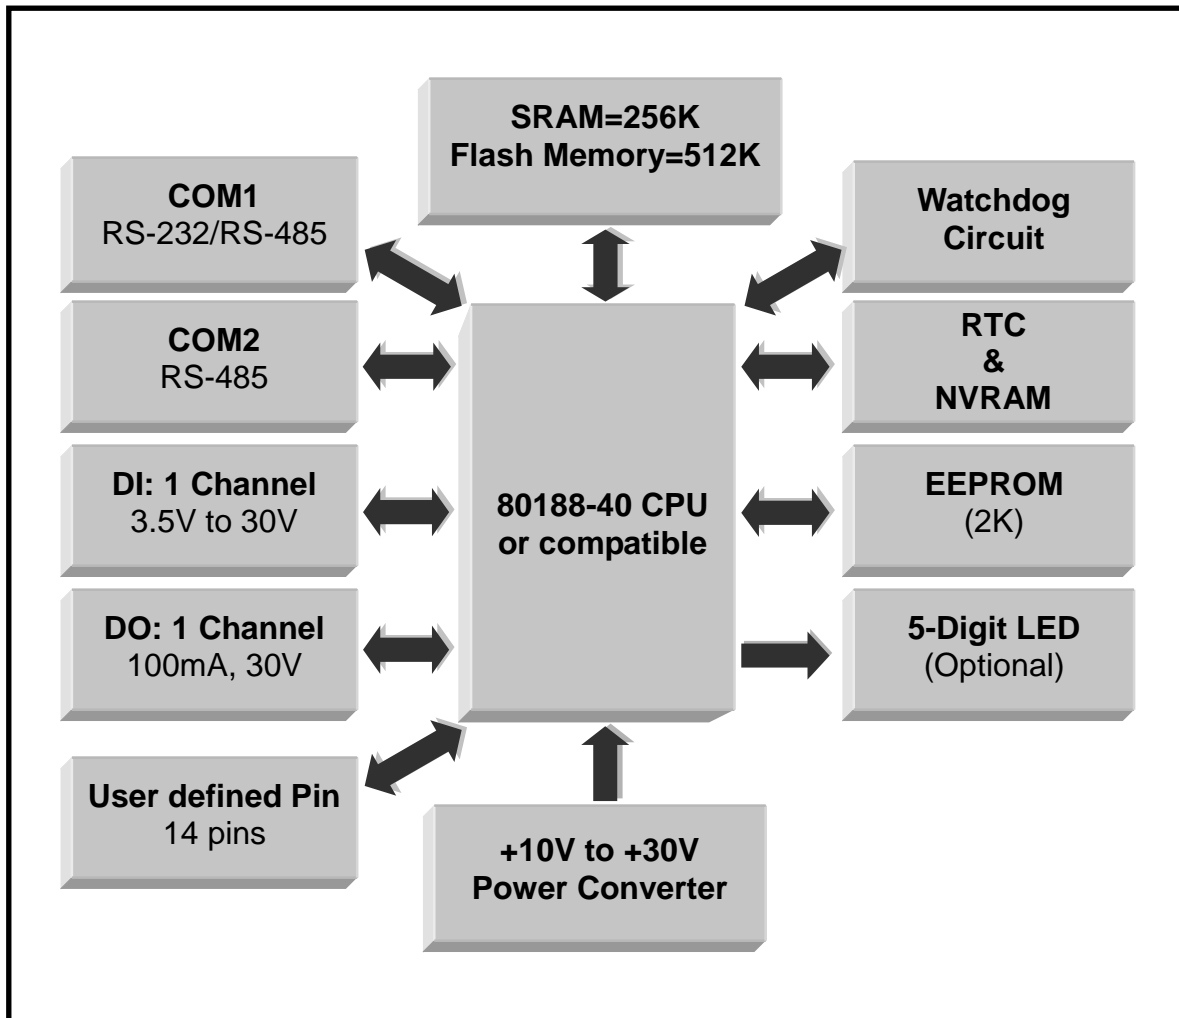 SRAM=256K
Flash Memory=512K
COM1
RS-232/RS-485
Watchdog
Circuit
COM2
RS-485
RTC
&
NVRAM
DI: 1 Channel
3.5V to 30V
80188-40 CPU
or compatible
EEPROM
(2K)
DO: 1 Channel
100mA, 30V
5-Digit LED
(Optional)
User defined Pin
14 pins
+10V to +30V
Power Converter